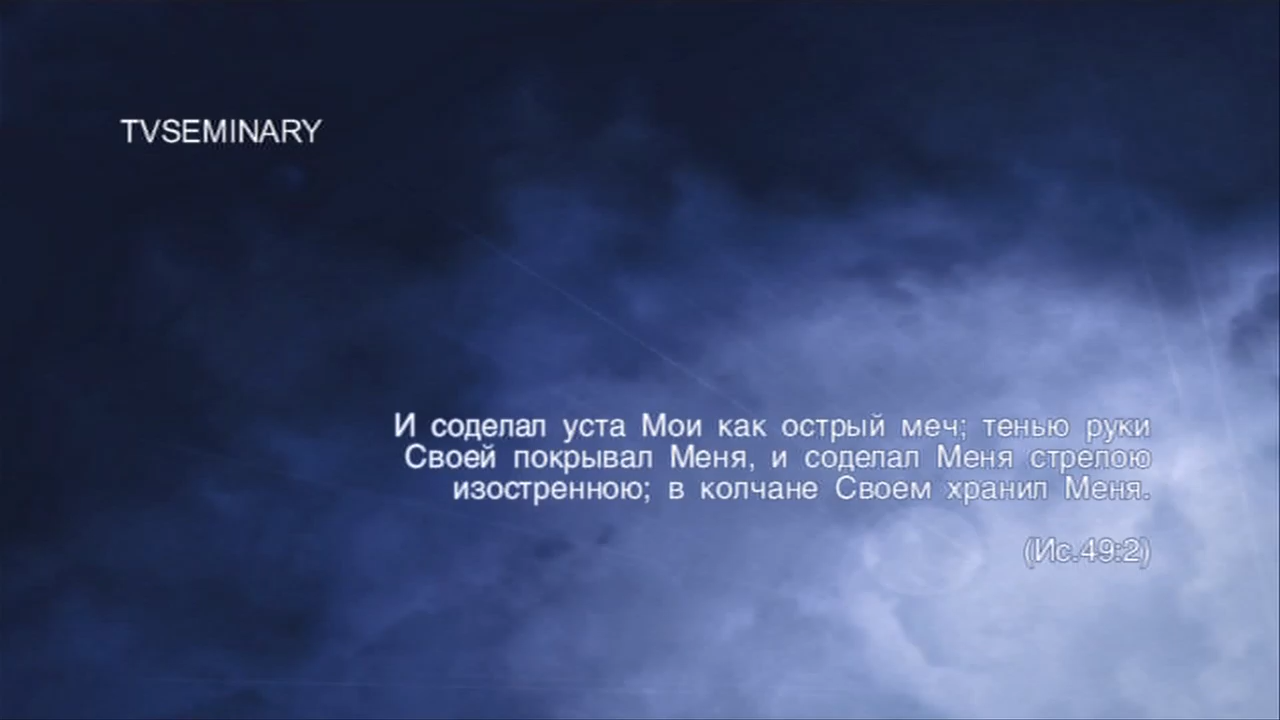 TVSEMINARY
И соделал уста Мои как острый меч; тенью руки
Своей покрывал Меня, и соделал Меня стрелою
изостренною; в колчане Своем хранил Меня.
(Ис.49:2)